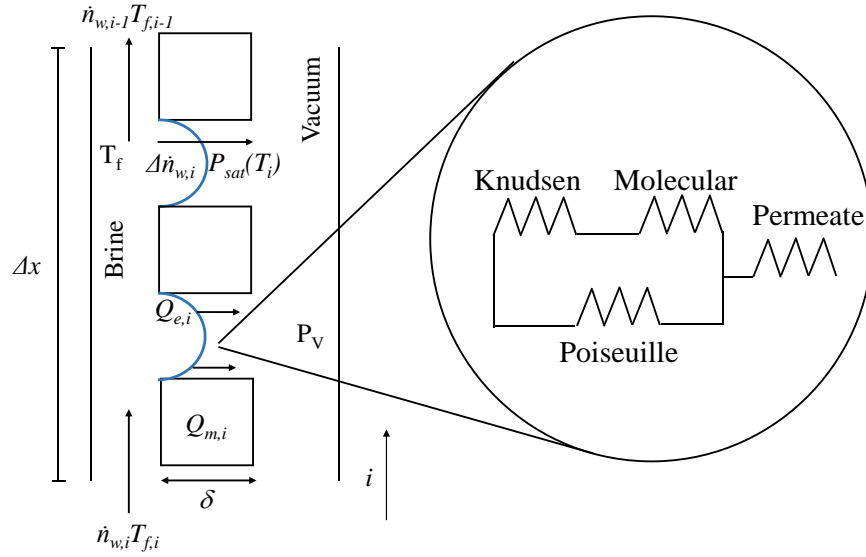 ṅw,i-1Tf,i-1
Vacuum
Tf
Δṅw,i
Psat(Ti)
Brine
Δx
Qe,i
PV
Qm,i
δ
i
ṅw,iTf,i
Knudsen
Molecular
Permeate
Poiseuille